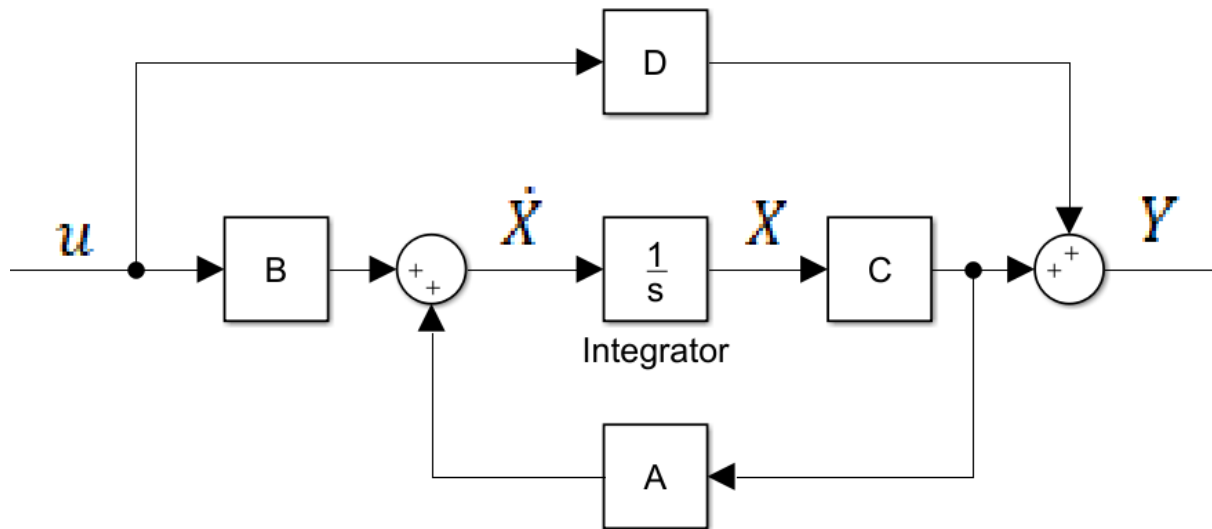 D
u
B
+
+
Ẋ
1
s
Integrator
X
C
+
+
Y
A